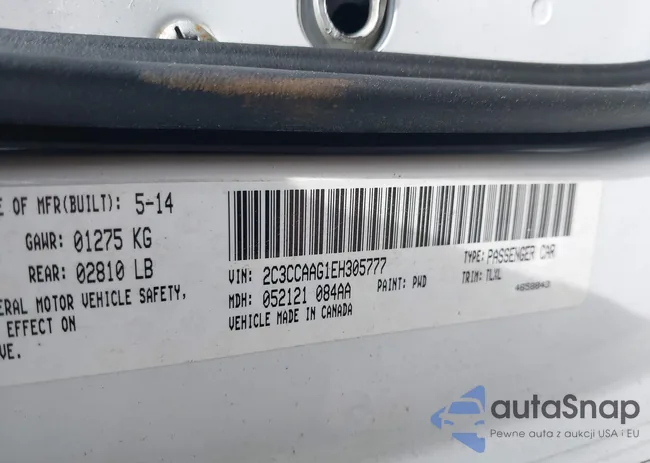 E OF MFR(BUILT): 5-14
GAWR: 01275 KG
REAR: 02810 LB
ERAL MOTOR VEHICLE SAFETY,
EFFECT ON
VE.
VIN: 2C3CCAAG1EH305777
TYPE: PASSENGER CAR
MDH: 052121 084AA
PAINT: PWD
TRIM: TLXL
VEHICLE MADE IN CANADA
autaSnap
Pewne auta z aukcji USA i EU